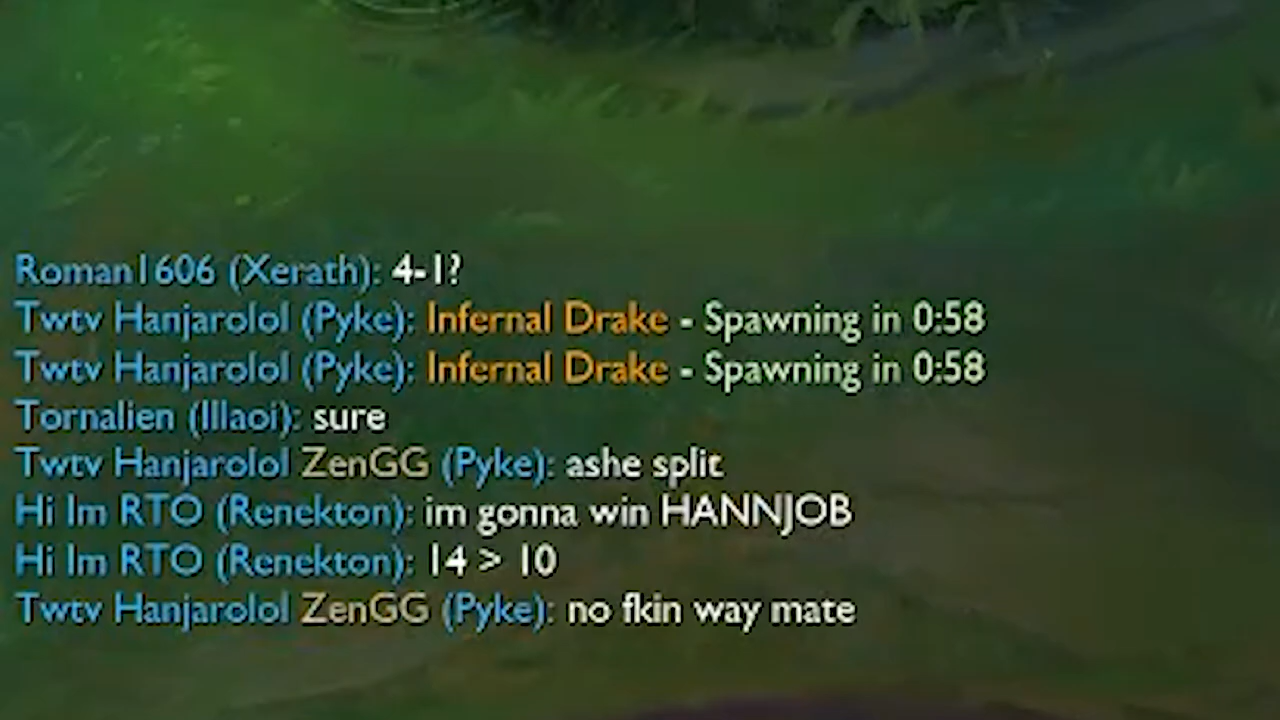 Roman1606 (Xerath): 4-1?
Twtv Hanjarolol (Pyke): Infernal Drake - Spawning in 0:58
Twtv Hanjarolol (Pyke): Infernal Drake - Spawning in 0:58
Tornalien (Illaoi): sure
Twtv Hanjarolol ZenGG (Pyke): ashe split
Hi Im RTO (Renekton): im gonna win HANNJOB
Hi Im RTO (Renekton): 14 > 10
Twtv Hanjarolol ZenGG (Pyke): no fkin way mate